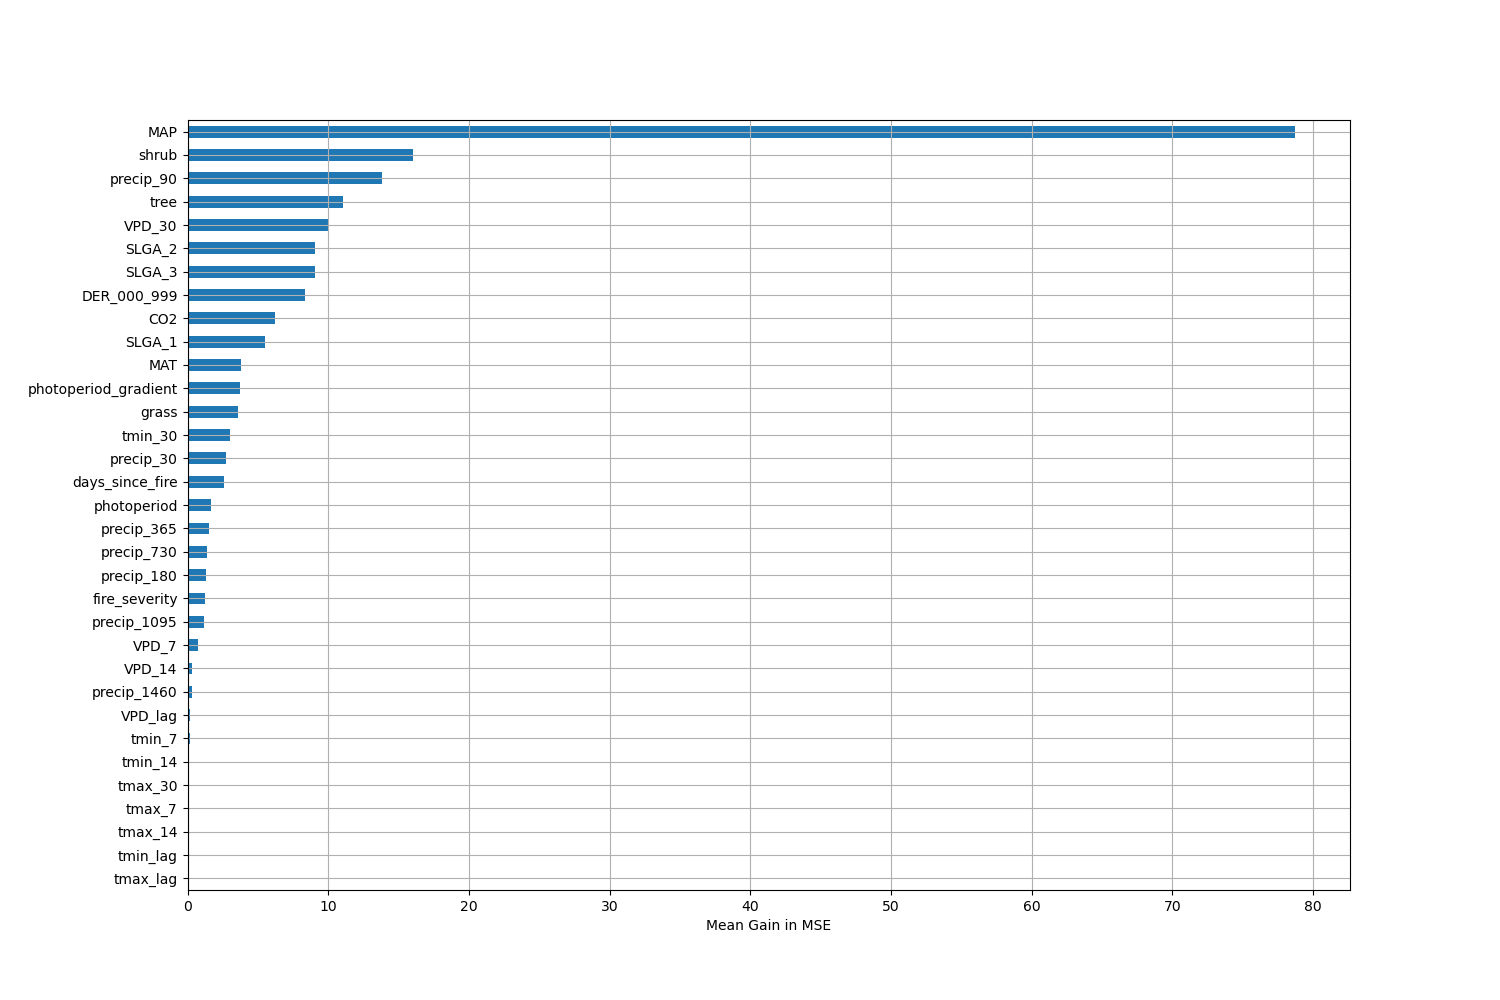 MAP
shrub
precip_90
tree
VPD_30
SLGA_2
SLGA_3
DER_000_999
CO2
SLGA_1
MAT
photoperiod_gradient
grass
tmin_30
precip_30
days_since_fire
photoperiod
precip_365
precip_730
precip_180
fire_severity
precip_1095
VPD_7
VPD_14
precip_1460
VPD_lag
tmin_7
tmin_14
tmax_30
tmax_7
tmax_14
tmin_lag
tmax_lag
0 10 20 30 40 50 60 70 80
Mean Gain in MSE